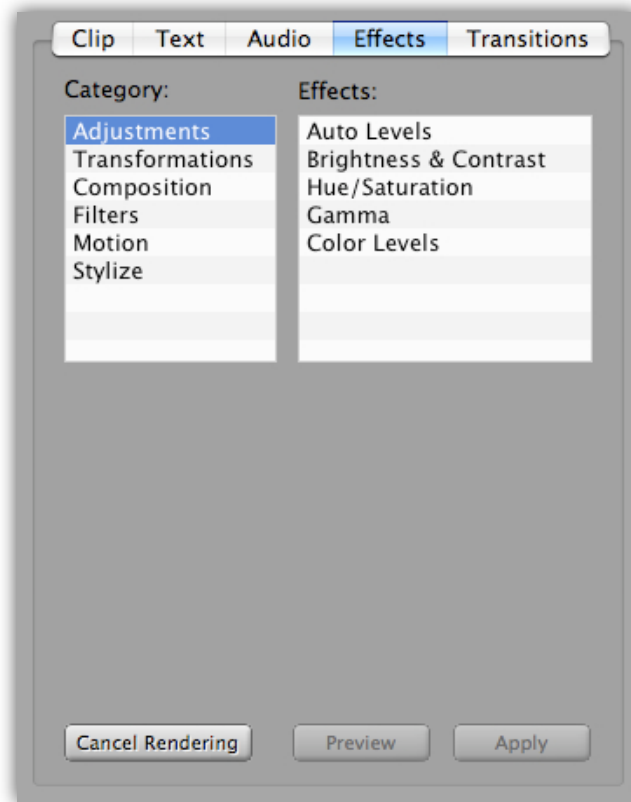 Clip Text Audio Effects Transitions
Category:
Adjustments
Transformations
Composition
Filters
Motion
Stylize
Effects:
Auto Levels
Brightness & Contrast
Hue/Saturation
Gamma
Color Levels
Cancel Rendering Preview Apply